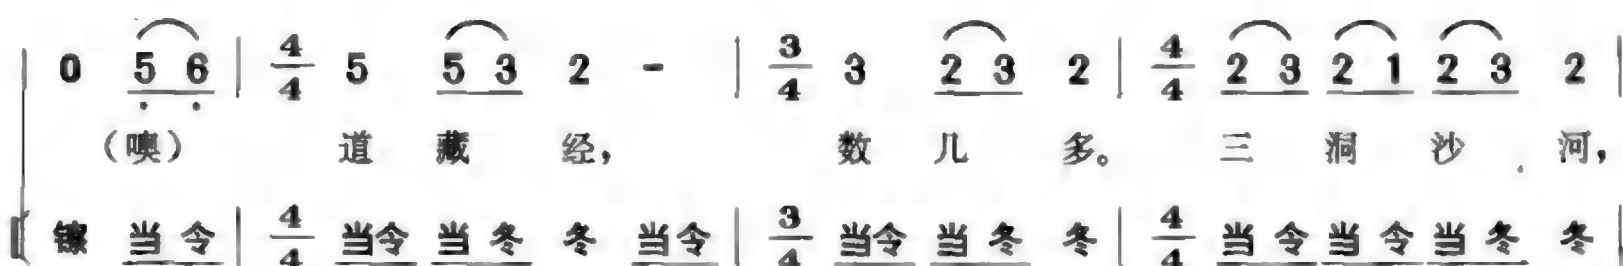 0 5 6 | 4/4 5 5 3 2 - | 3/4 3 2 3 2 | 4/4 2 3 2 1 2 3 2 |
（噢） 道 藏 经， 数 几 多。 三 洞 沙 河，
镲 当 令 | 4/4 当令 当 冬 冬 当令 | 3/4 当令 当 冬 冬 | 4/4 当 令 当 令 当 冬 冬 |